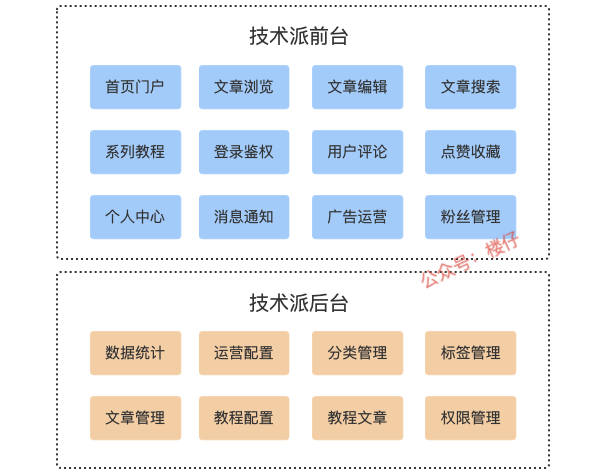 技术派前台
首页门户 文章浏览 文章编辑 文章搜索
系列教程 登录鉴权 用户评论 点赞收藏
个人中心 消息通知 广告运营 粉丝管理
公众号：楼仔
技术派后台
数据统计 运营配置 分类管理 标签管理
文章管理 教程配置 教程文章 权限管理